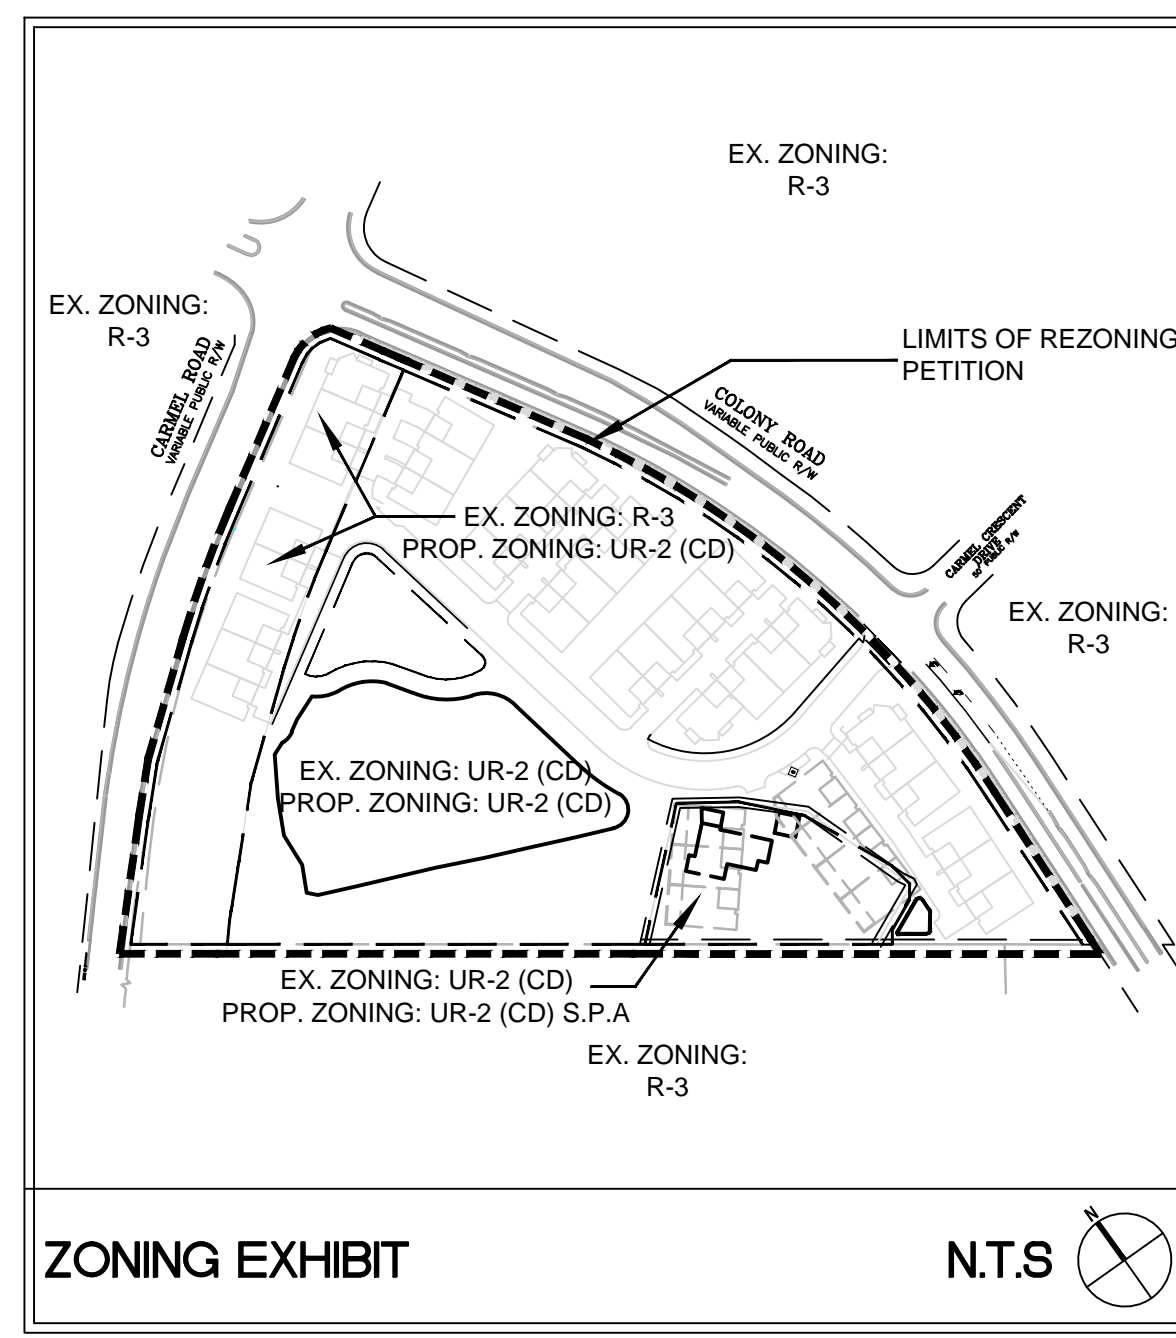 EX. ZONING:
R-3
EX. ZONING:
R-3
LIMITS OF REZONING
PETITION
CARMEL ROAD
VARIABLE PUBLIC R/W
COLONY ROAD
VARIABLE PUBLIC R/W
CARMEL CRESCENT
DRIVE
50' PUBLIC R/W
EX. ZONING: R-3
PROP. ZONING: UR-2 (CD)
EX. ZONING:
R-3
EX. ZONING: UR-2 (CD)
PROP. ZONING: UR-2 (CD)
EX. ZONING: UR-2 (CD)
PROP. ZONING: UR-2 (CD) S.P.A
EX. ZONING:
R-3
ZONING EXHIBIT
N.T.S
N